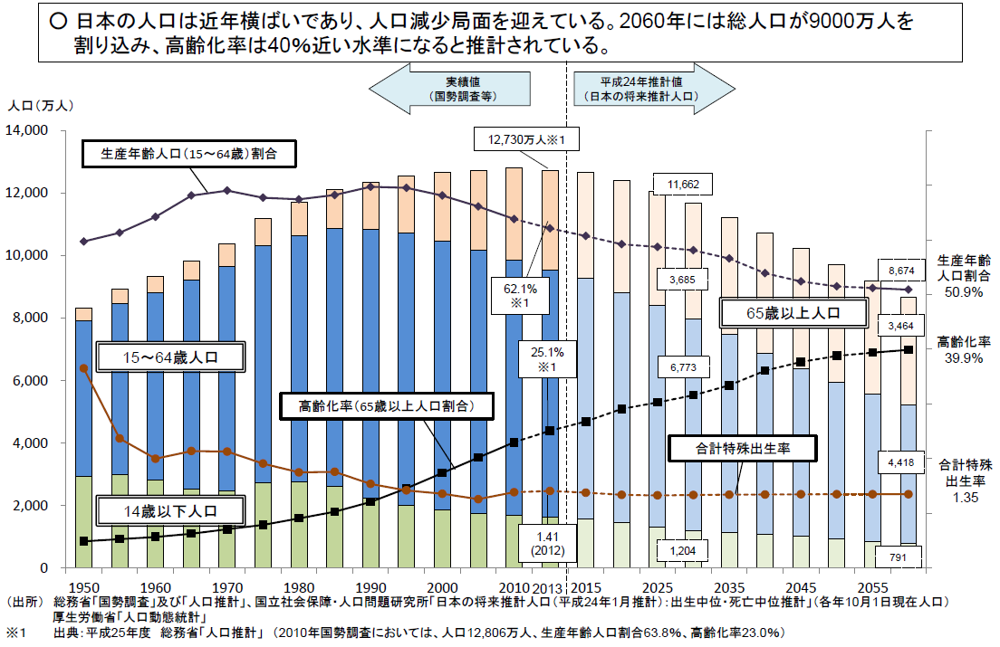 〇 日本の人口は近年横ばいであり、人口減少局面を迎えている。2060年には総人口が9000万人を
割り込み、高齢化率は40％近い水準になると推計されている。
実績値
（国勢調査等）
平成24年推計値
（日本の将来推計人口）
人口（万人）
14,000
12,000
10,000
8,000
6,000
4,000
2,000
0
生産年齢人口（15～64歳）割合
12,730万人※1
11,662
8,674
生産年齢
人口割合
50.9%
62.1%
※1
3,685
65歳以上人口
3,464
高齢化率
39.9%
25.1%
※1
15～64歳人口
6,773
高齢化率（65歳以上人口割合）
合計特殊出生率
4,418
合計特殊
出生率
1.35
14歳以下人口
1.41
(2012)
1,204
791
1950 1960 1970 1980 1990 2000 2010 2013 2015 2025 2035 2045 2055
（出所） 総務省「国勢調査」及び「人口推計」、国立社会保障・人口問題研究所「日本の将来推計人口（平成24年1月推計）：出生中位・死亡中位推計」（各年10月1日現在人口）
厚生労働省「人口動態統計」
※1 出典：平成25年度 総務省「人口推計」 （2010年国勢調査においては、人口12,806万人、生産年齢人口割合63.8％、高齢化率23.0％）